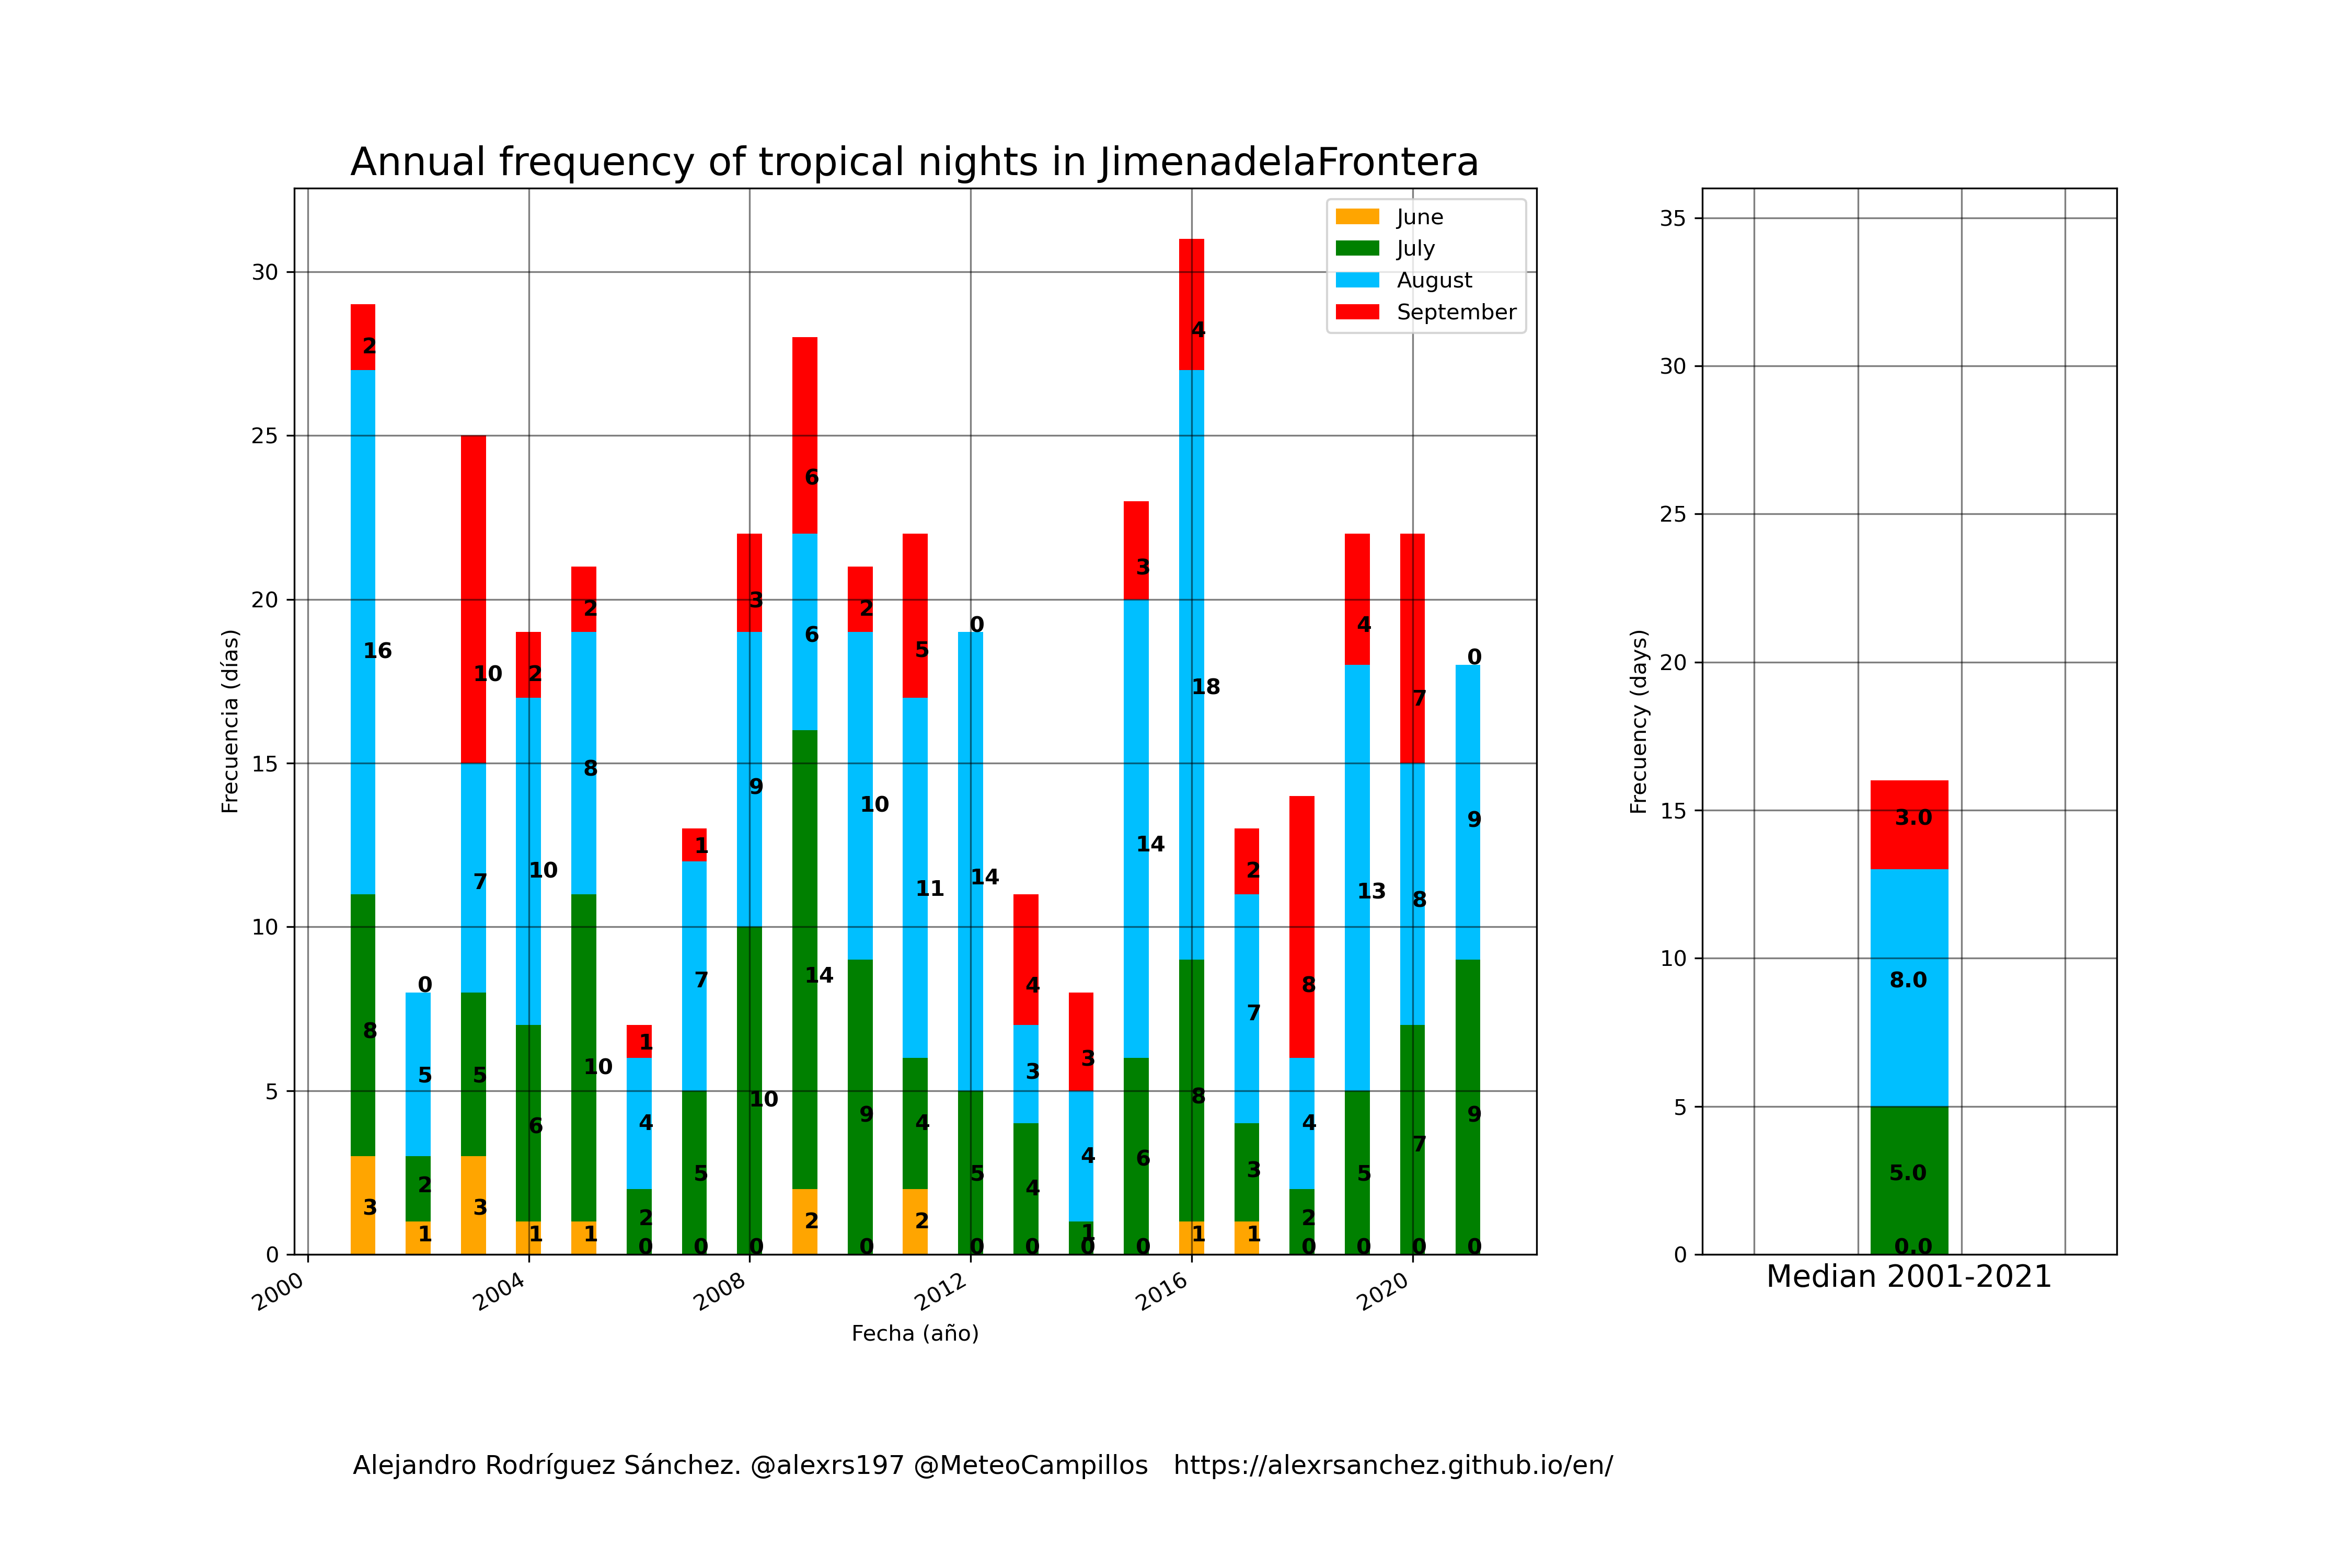 Annual frequency of tropical nights in JimenadelaFrontera
June
July
August
September
Frecuencia (días)
30
25
20
15
10
5
0
2 16 8 3
0 5 2 1
10 7 5 3
2 10 6 1
2 8 10 1
1 4 2 0
1 7 5 0
3 9 10 0
6 6 14 2
2 10 9 0
5 11 4 2
0 14 5 0
4 3 4 0
3 4 1 0
3 14 6 0
4 18 8 1
2 7 3 1
8 4 2 0
4 13 5 0
7 8 7 0
0 9 9 0
2000 2004 2008 2012 2016 2020
Fecha (año)
Frecuency (days)
35
30
25
20
15
10
5
0
3.0
8.0
5.0
0.0
Median 2001-2021
Alejandro Rodríguez Sánchez. @alexrs197 @MeteoCampillos https://alexrsanchez.github.io/en/